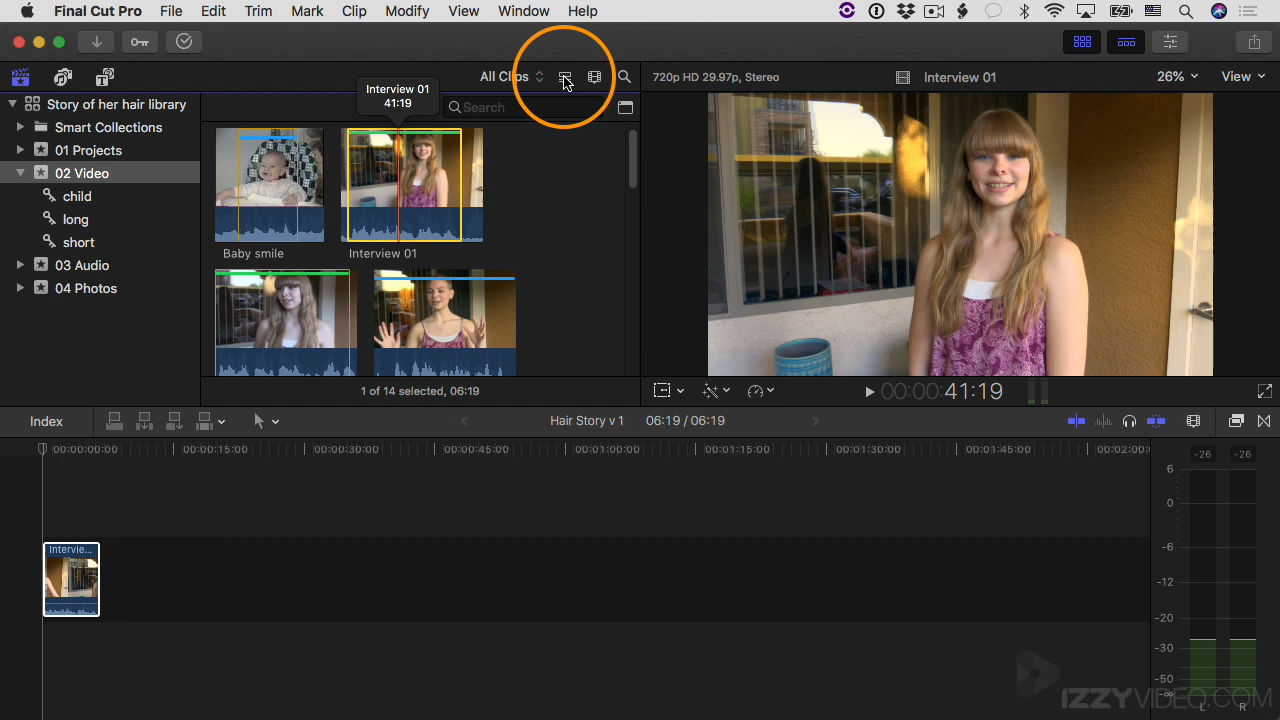 Final Cut Pro File Edit Trim Mark Clip Modify View Window Help
All Clips
720p HD 29.97p, Stereo
Interview 01
26%
View
Interview 01
41:19
Search
Story of her hair library
Smart Collections
01 Projects
02 Video
child
long
short
03 Audio
04 Photos
Baby smile
Interview 01
1 of 14 selected, 06:19
00:00:00:41:19
Index
Hair Story v 1
06:19 / 06:19
00:00:00:00
00:00:15:00
00:00:30:00
00:00:45:00
00:01:00:00
00:01:15:00
00:01:30:00
00:01:45:00
00:02:00:
-26 -26
6
0
-6
-12
-20
-30
-50
-∞
L R
Intervie...
IZZYVIDEO.COM